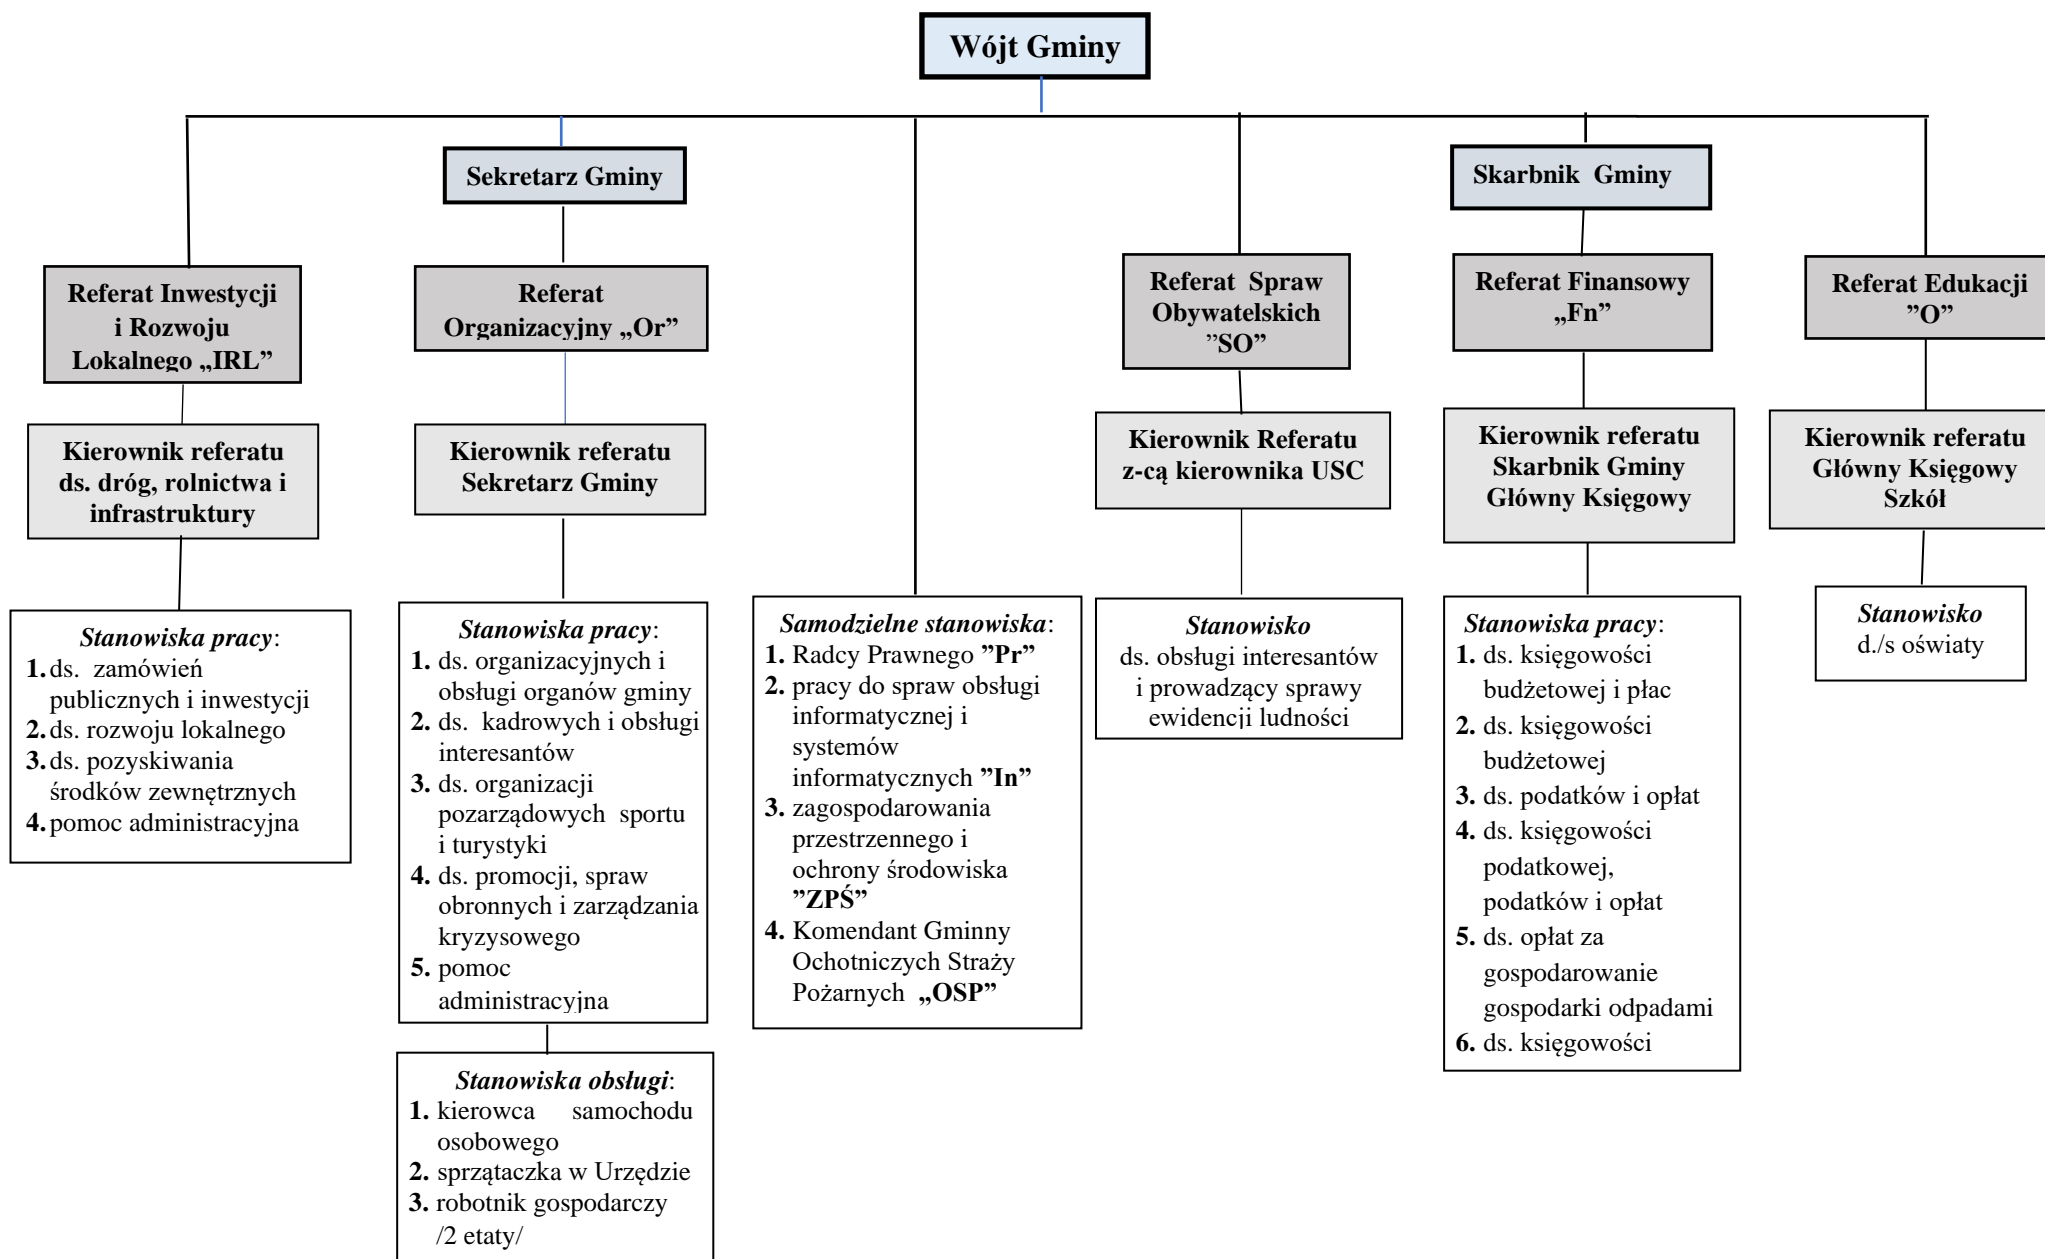 Wójt Gminy
Sekretarz Gminy
Skarbnik Gminy
Referat Inwestycji
i Rozwoju
Lokalnego „IRL”
Referat
Organizacyjny „Or”
Referat Spraw
Obywatelskich
”SO”
Referat Finansowy
„Fn”
Referat Edukacji
”O”
Kierownik referatu
ds. dróg, rolnictwa i
infrastruktury
Kierownik referatu
Sekretarz Gminy
Kierownik Referatu
z-cą kierownika USC
Kierownik referatu
Skarbnik Gminy
Główny Księgowy
Kierownik referatu
Główny Księgowy
Szkół
Stanowiska pracy:
1. ds. zamówień
publicznych i inwestycji
2. ds. rozwoju lokalnego
3. ds. pozyskiwania
środków zewnętrznych
4. pomoc administracyjna
Stanowiska pracy:
1. ds. organizacyjnych i
obsługi organów gminy
2. ds. kadrowych i obsługi
interesantów
3. ds. organizacji
pozarządowych sportu
i turystyki
4. ds. promocji, spraw
obronnych i zarządzania
kryzysowego
5. pomoc
administracyjna
Stanowiska obsługi:
1. kierowca samochodu
osobowego
2. sprzątaczka w Urzędzie
3. robotnik gospodarczy
/2 etaty/
Samodzielne stanowiska:
1. Radcy Prawnego ”Pr”
2. pracy do spraw obsługi
informatycznej i
systemów
informatycznych ”In”
3. zagospodarowania
przestrzennego i
ochrony środowiska
”ZPŚ”
4. Komendant Gminny
Ochotniczych Straży
Pożarnych „OSP”
Stanowisko
ds. obsługi interesantów
i prowadzący sprawy
ewidencji ludności
Stanowiska pracy:
1. ds. księgowości
budżetowej i płac
2. ds. księgowości
budżetowej
3. ds. podatków i opłat
4. ds. księgowości
podatkowej,
podatków i opłat
5. ds. opłat za
gospodarowanie
gospodarki odpadami
6. ds. księgowości
Stanowisko
d./s oświaty